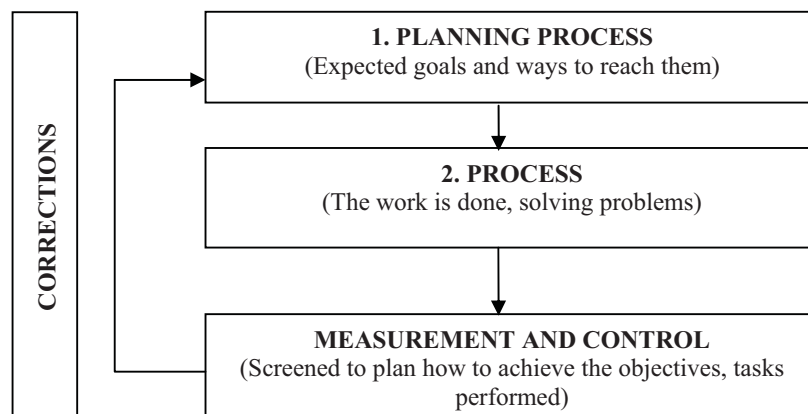 CORRECTIONS
1. PLANNING PROCESS
(Expected goals and ways to reach them)
2. PROCESS
(The work is done, solving problems)
MEASUREMENT AND CONTROL
(Screened to plan how to achieve the objectives, tasks
performed)